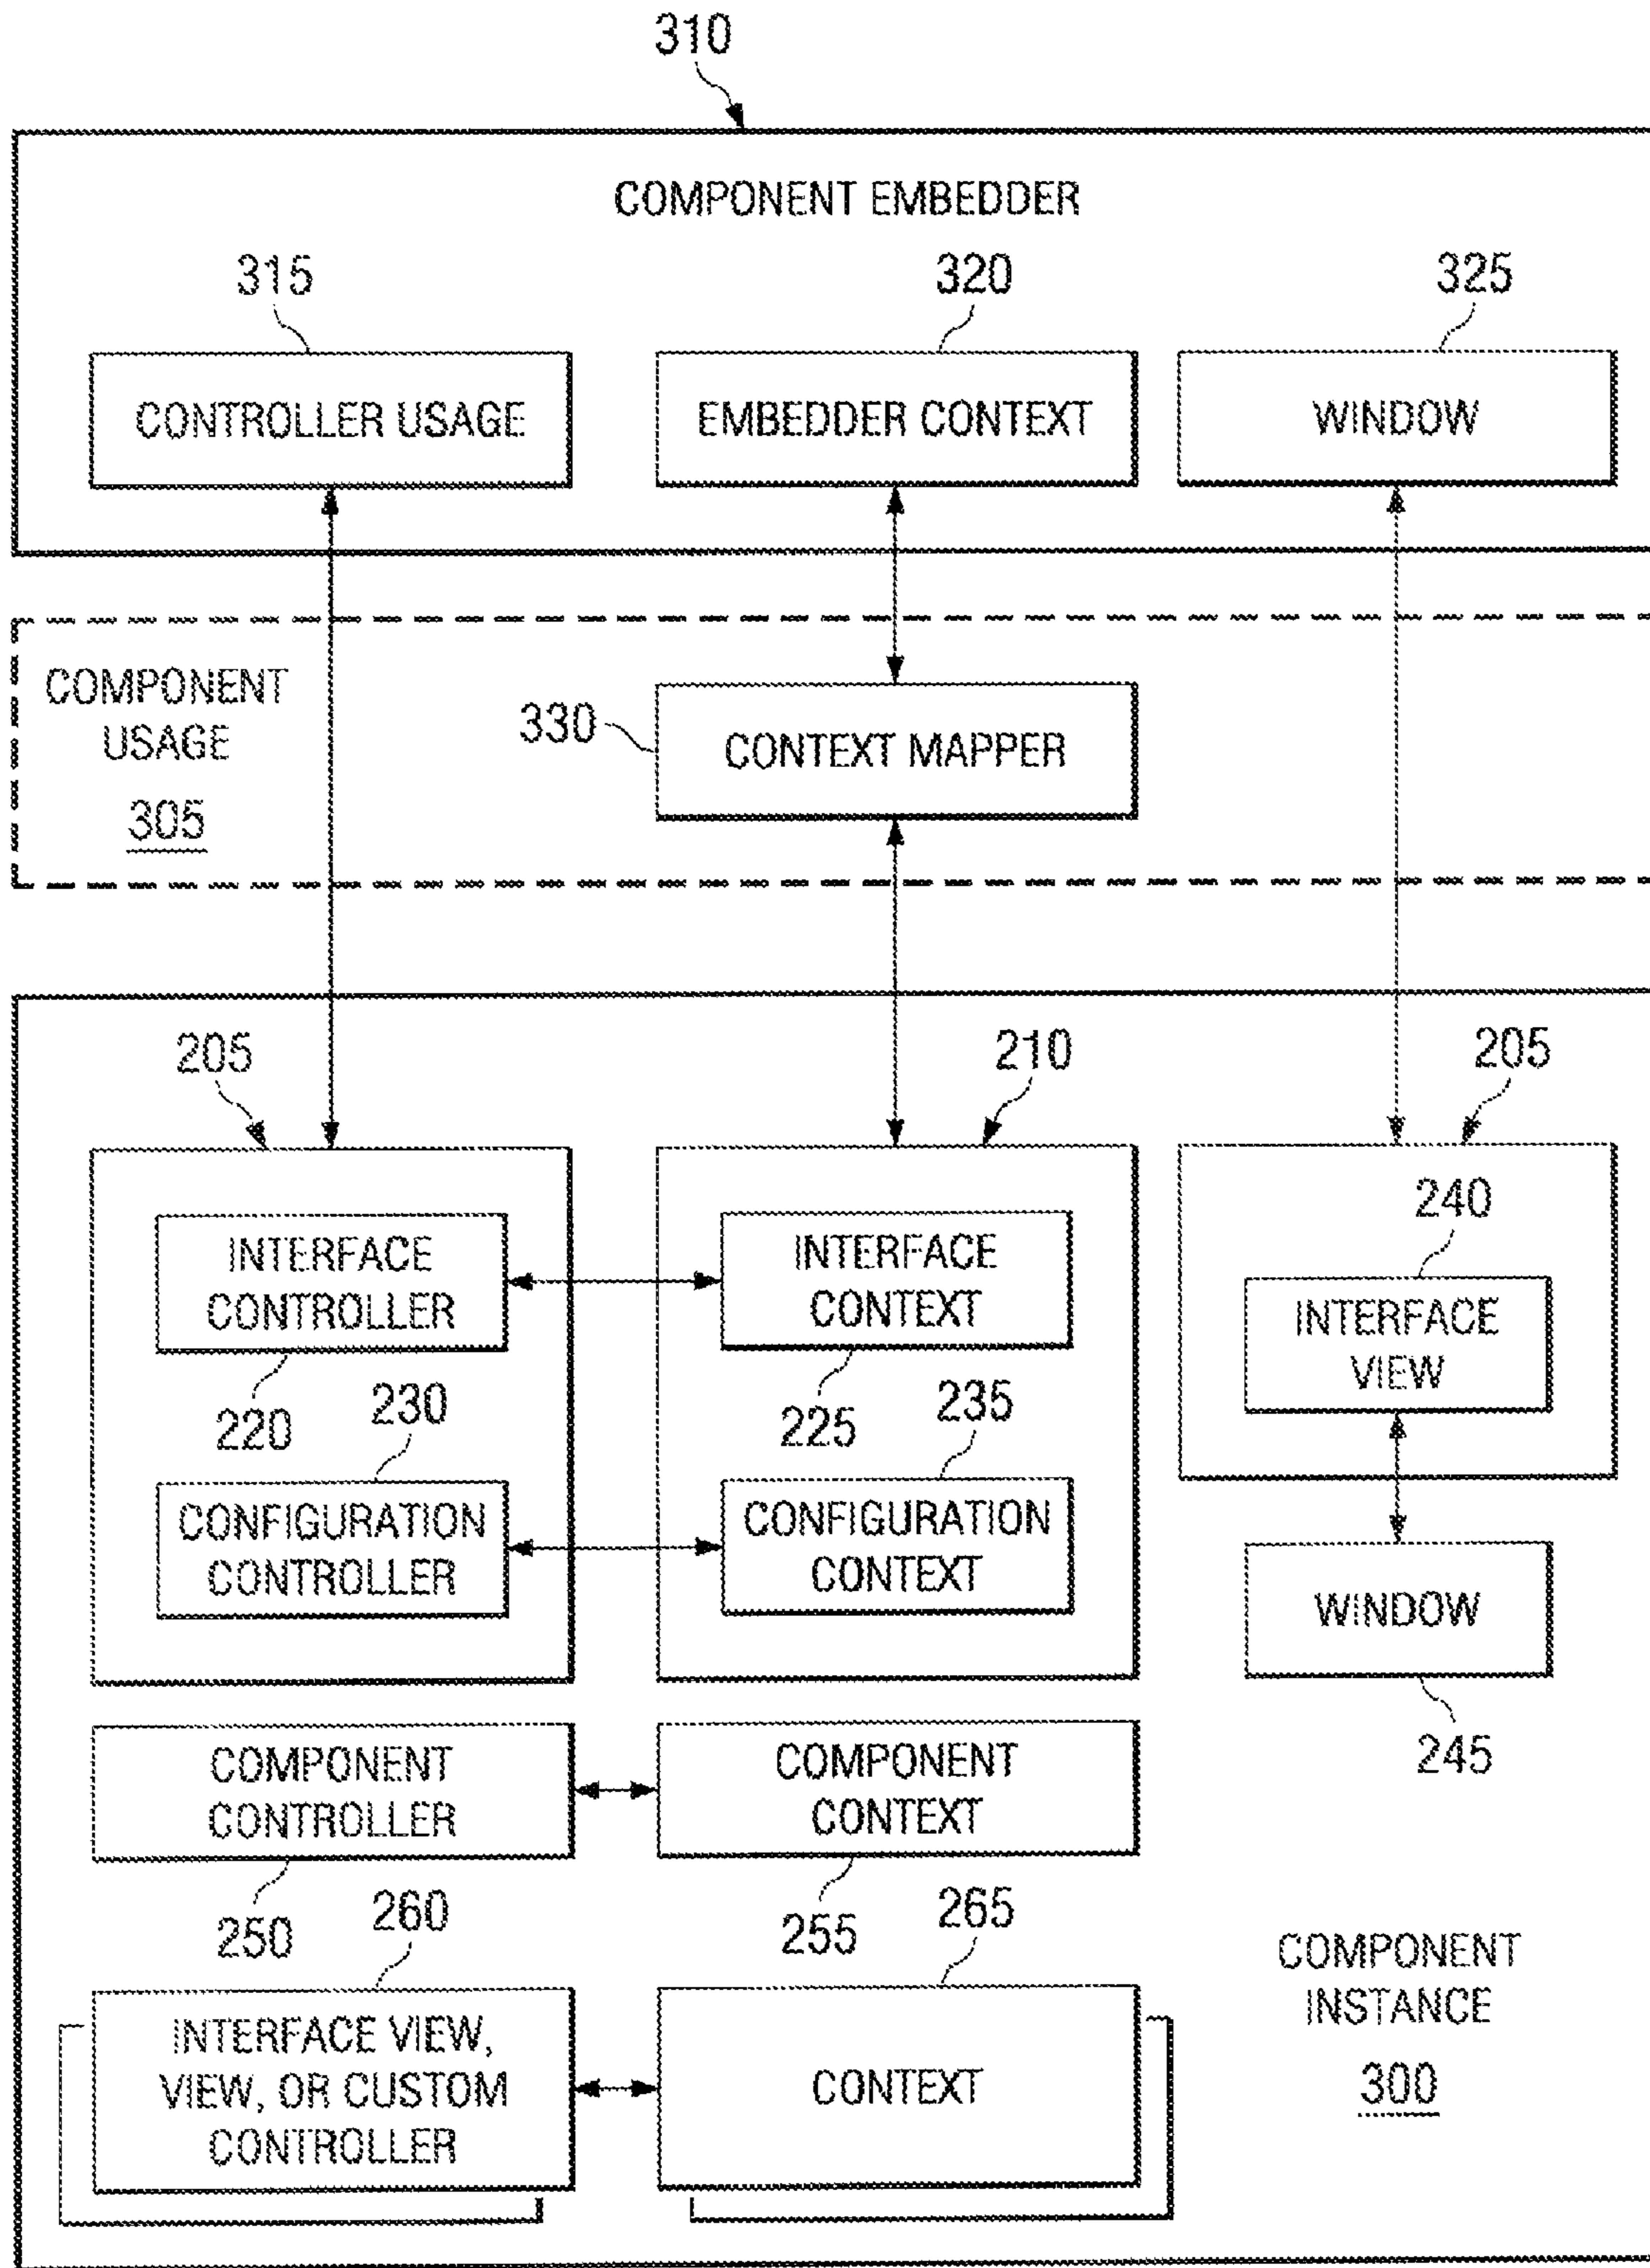 310
COMPONENT EMBEDDER
315
320
325
CONTROLLER USAGE
EMBEDDER CONTEXT
WINDOW
COMPONENT
USAGE
305
330
CONTEXT MAPPER
205
210
205
INTERFACE
CONTROLLER
INTERFACE
CONTEXT
240
INTERFACE
VIEW
220
230
225
235
CONFIGURATION
CONTROLLER
CONFIGURATION
CONTEXT
WINDOW
245
COMPONENT
CONTROLLER
COMPONENT
CONTEXT
250
260
255
265
COMPONENT
INSTANCE
300
INTERFACE VIEW,
VIEW, OR CUSTOM
CONTROLLER
CONTEXT